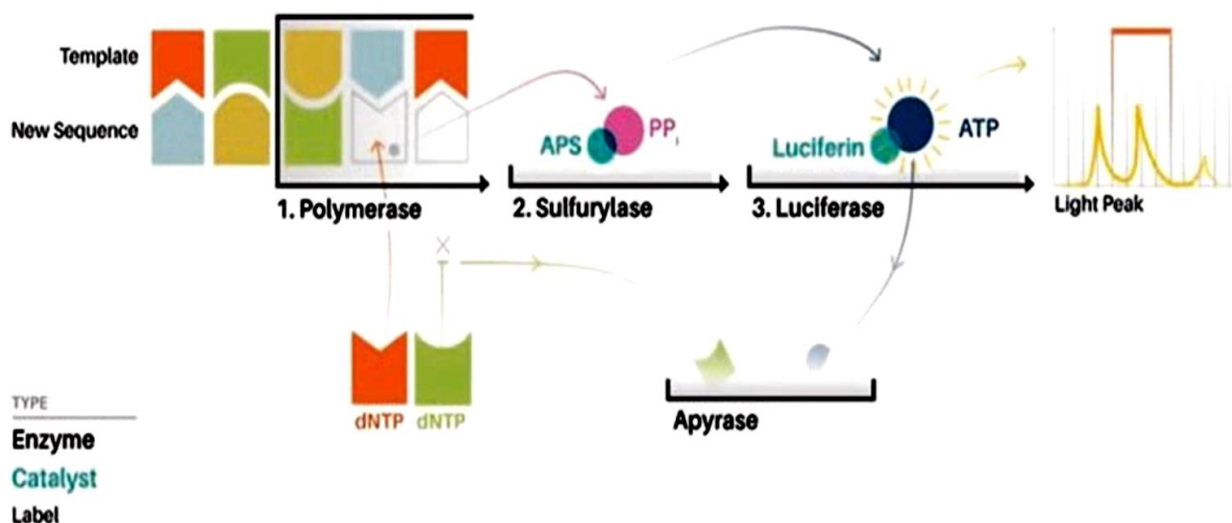 Template
New Sequence
APS
PPi
Luciferin
ATP
1. Polymerase
2. Sulfurylase
3. Luciferase
Light Peak
X
dNTP dNTP
Apyrase
TYPE
Enzyme
Catalyst
Label